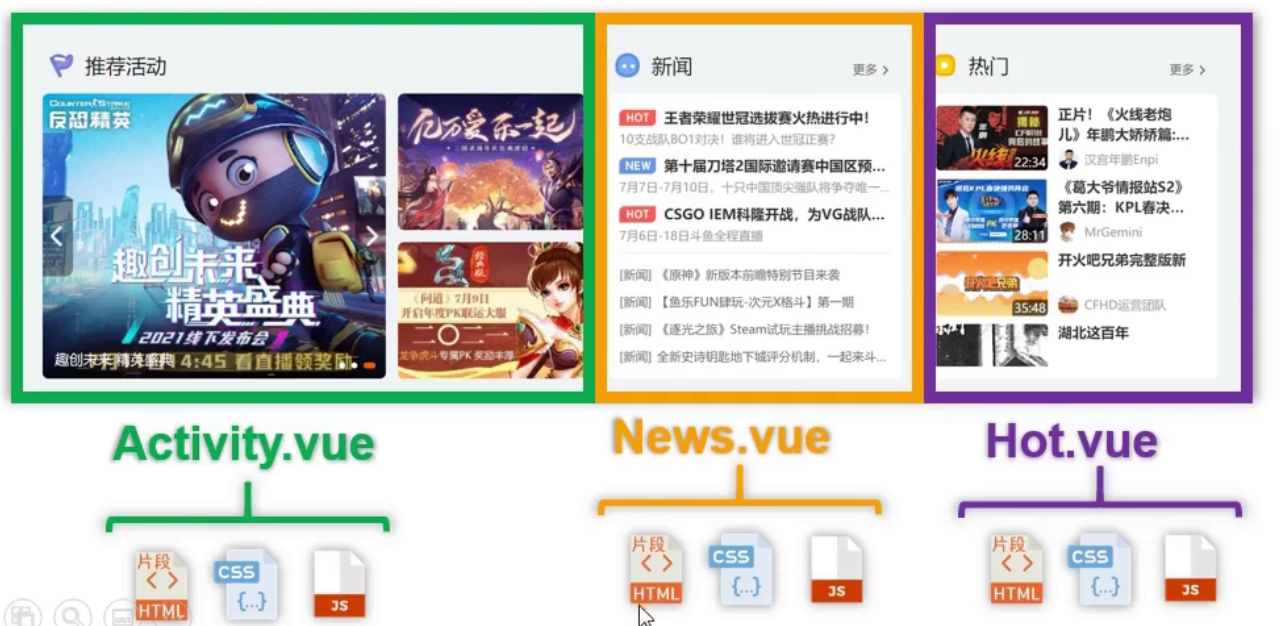 推荐活动
COUNTER STRIKE
反恐精英
趣创未来
精英盛典
2021线下发布会
4:45 看直播领奖励
趣创未来精英盛典
亿万爱乐一起
经典版
《问道》7月9日
开启年度PK联运大服
二〇二一
龙争虎斗专属PK 奖励丰厚
新闻
更多 >
HOT 王者荣耀世冠选拔赛火热进行中!
10支战队BO1对决！谁将进入世冠正赛?
NEW 第十届刀塔2国际邀请赛中国区预...
7月7日-7月10日，十只中国顶尖强队将争夺唯一...
HOT CSGO IEM科隆开战，为VG战队...
7月6日-18日斗鱼全程直播
[新闻] 《原神》新版本前瞻特别节目来袭
[新闻] 【鱼乐FUN肆玩-次元X格斗】第一期
[新闻] 《逐光之旅》Steam试玩主播挑战招募!
[新闻] 全新史诗钥匙地下城评分机制，一起来斗...
热门
更多 >
揭秘
22:34
正片！《火线老炮
儿》年鹏大娇娇篇:...
汉宫年鹏Enpi
PK
28:11
《葛大爷情报站S2》
第六期：KPL春决...
MrGemini
开火吧兄弟
35:48
开火吧兄弟完整版新
CFHD运营团队
湖北这百年
Activity.vue
News.vue
Hot.vue
片段
HTML
CSS
{...}
JS
片段
HTML
CSS
{...}
JS
片段
HTML
CSS
{...}
JS